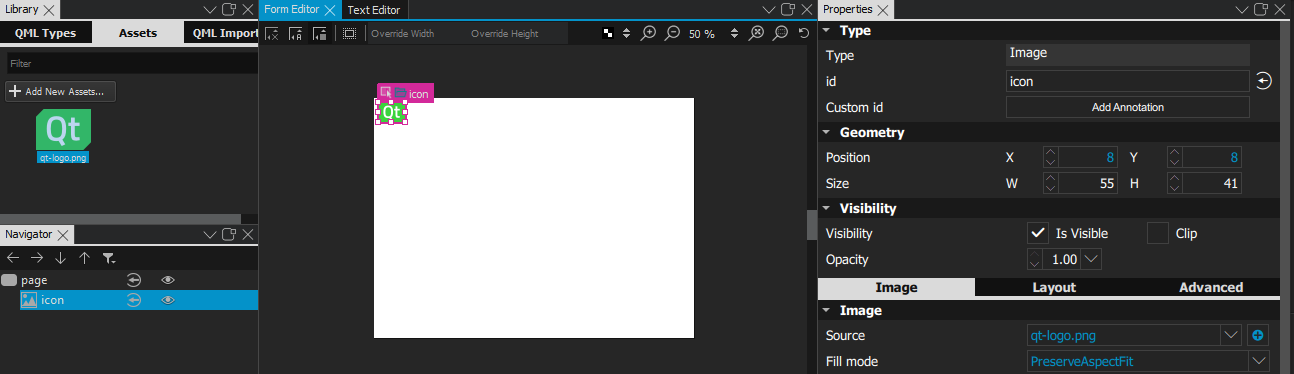 Library
QML Types Assets QML Import
Filter
Add New Assets...
Qt
qt-logo.png
Navigator
page
icon
Form Editor Text Editor
Override Width Override Height 50 %
icon
Qt
Properties
Type
Type Image
id icon
Custom id Add Annotation
Geometry
Position X 8 Y 8
Size W 55 H 41
Visibility
Visibility Is Visible Clip
Opacity 1.00
Image Layout Advanced
Image
Source qt-logo.png
Fill mode PreserveAspectFit